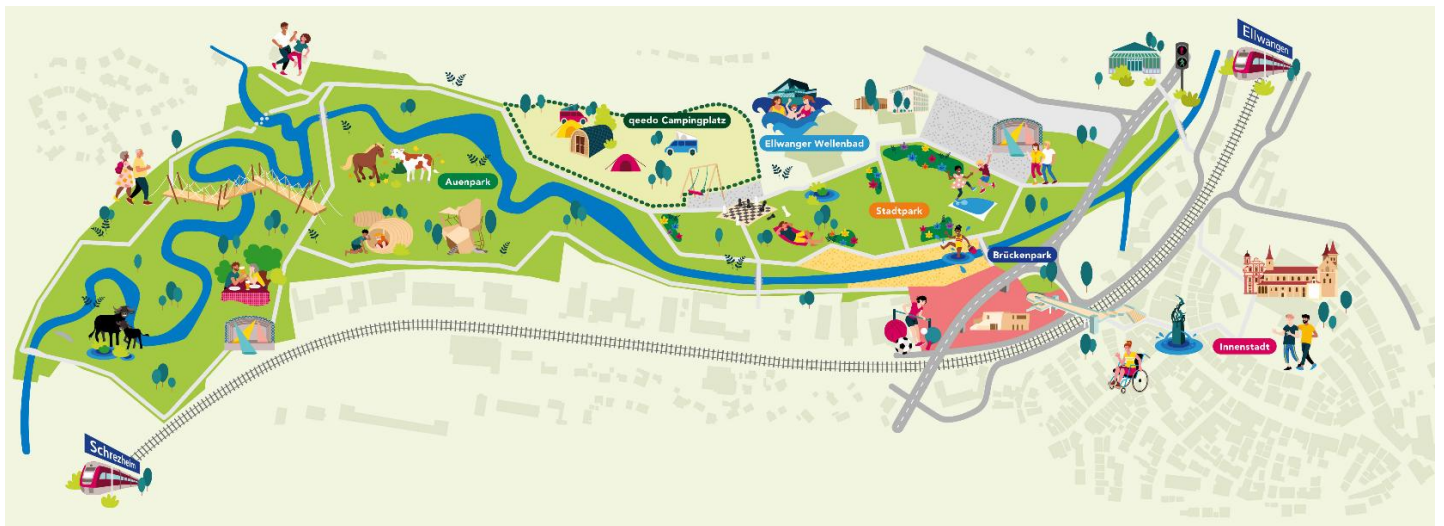 Ellwangen
qeedo Campingplatz
Ellwanger Wellenbad
Auenpark
Stadtpark
Brückenpark
Innenstadt
Schrezheim